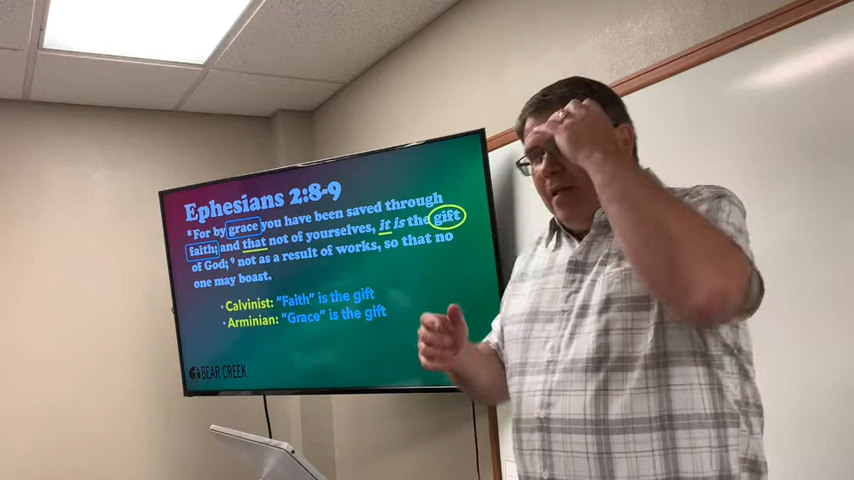 Ephesians 2:8-9
"For by grace you have been saved through
faith; and that not of yourselves, it is the gift
of God; ⁹ not as a result of works, so that no
one may boast.
• Calvinist: "Faith" is the gift
• Arminian: "Grace" is the gift
BEAR CREEK